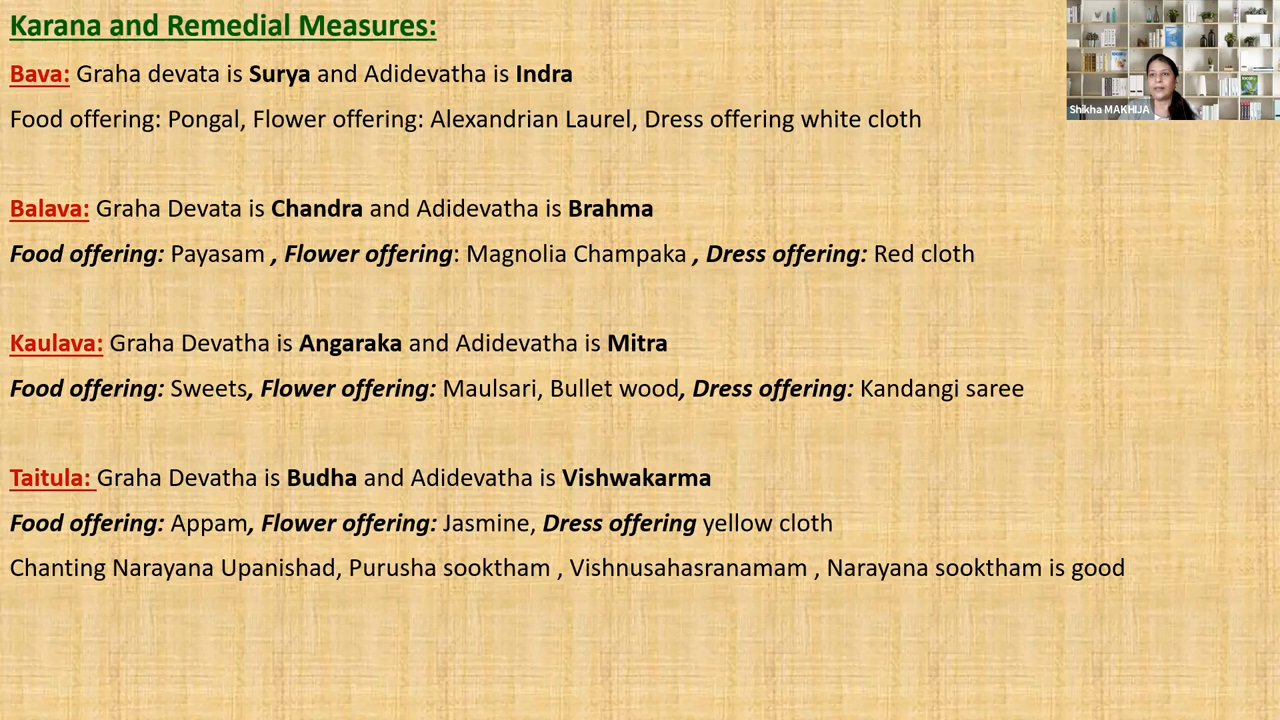 Karana and Remedial Measures:
Bava: Graha devata is Surya and Adidevatha is Indra
Food offering: Pongal, Flower offering: Alexandrian Laurel, Dress offering white cloth
Balava: Graha Devata is Chandra and Adidevatha is Brahma
Food offering: Payasam , Flower offering: Magnolia Champaka , Dress offering: Red cloth
Kaulava: Graha Devatha is Angaraka and Adidevatha is Mitra
Food offering: Sweets, Flower offering: Maulsari, Bullet wood, Dress offering: Kandangi saree
Taitula: Graha Devatha is Budha and Adidevatha is Vishwakarma
Food offering: Appam, Flower offering: Jasmine, Dress offering yellow cloth
Chanting Narayana Upanishad, Purusha sooktham , Vishnusahasranamam , Narayana sooktham is good
Shikha MAKHIJA